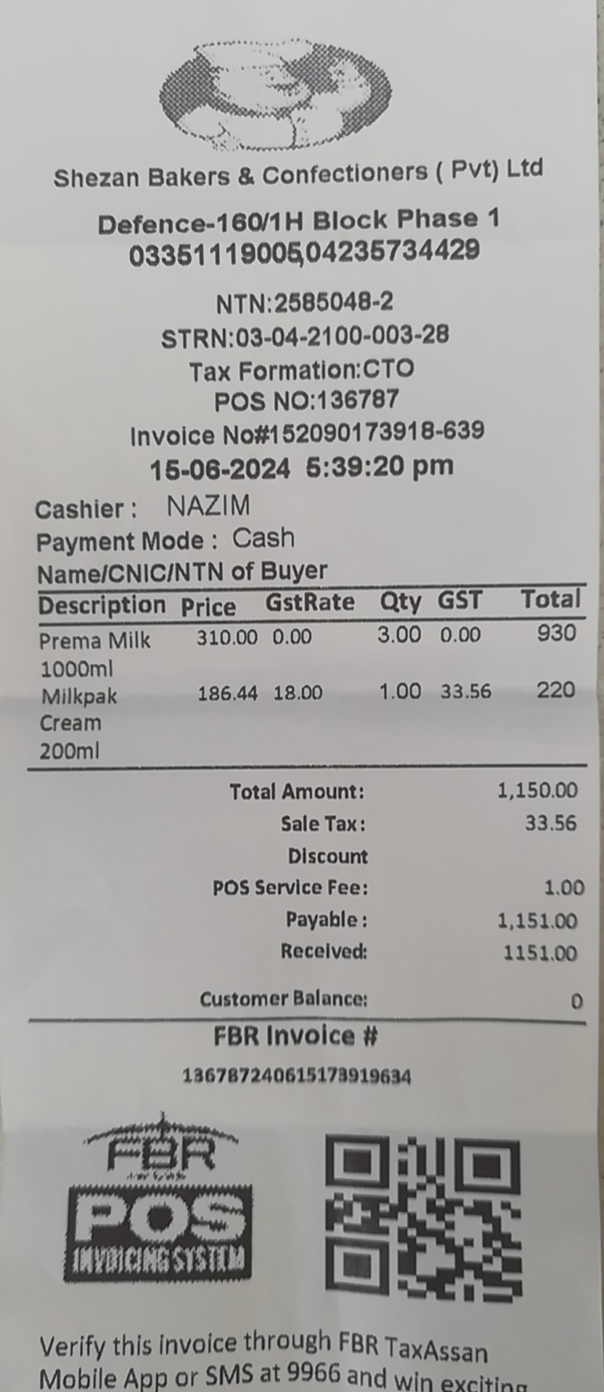 Shezan Bakers & Confectioners ( Pvt) Ltd
Defence-160/1H Block Phase 1
03351119005,04235734429
NTN:2585048-2
STRN:03-04-2100-003-28
Tax Formation:CTO
POS NO:136787
Invoice No#152090173918-639
15-06-2024 5:39:20 pm
Cashier : NAZIM
Payment Mode : Cash
Name/CNIC/NTN of Buyer
Description Price GstRate Qty GST Total
Prema Milk 310.00 0.00 3.00 0.00 930
1000ml
Milkpak 186.44 18.00 1.00 33.56 220
Cream
200ml
Total Amount: 1,150.00
Sale Tax: 33.56
Discount
POS Service Fee: 1.00
Payable : 1,151.00
Received: 1151.00
Customer Balance: 0
FBR Invoice #
136787240615173919634
FBR
POS
INVOICING SYSTEM
Verify this invoice through FBR TaxAssan
Mobile App or SMS at 9966 and win exciting